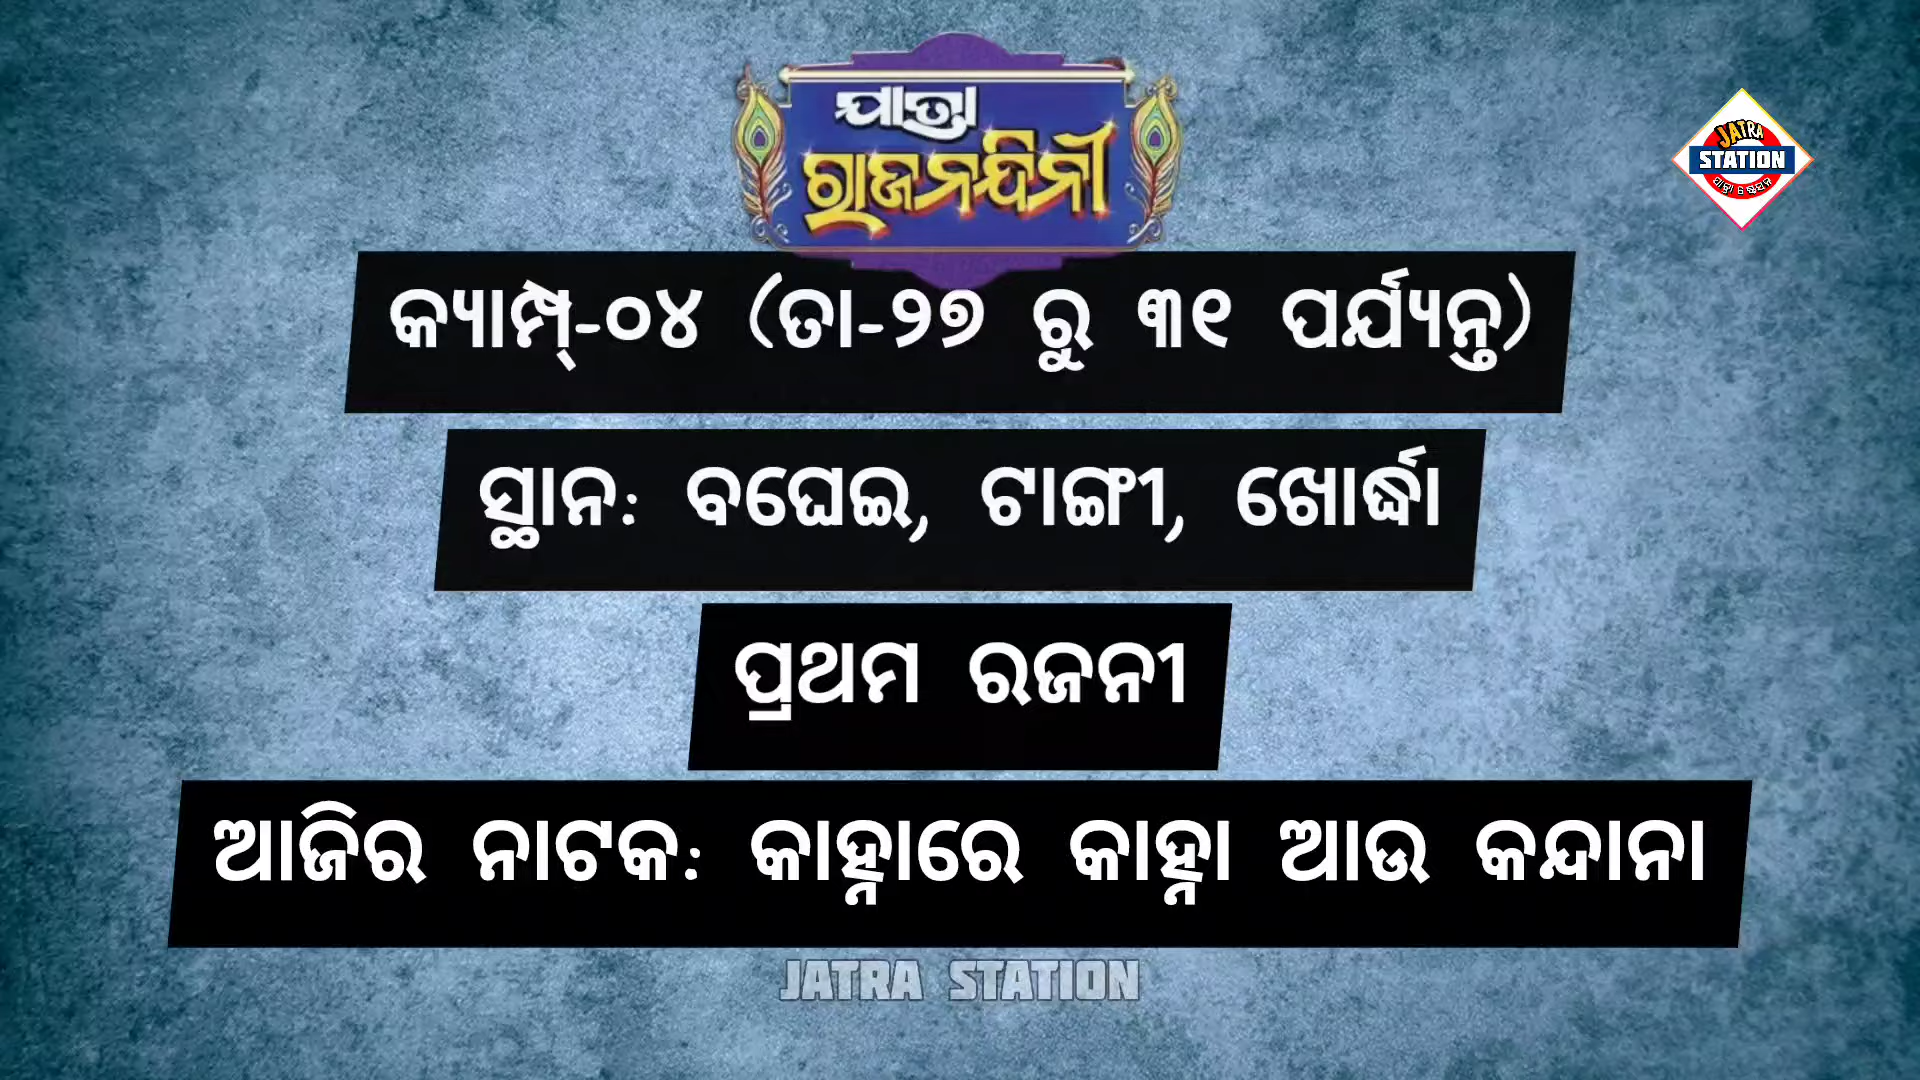 ଯାତ୍ରା
ରାଜନନ୍ଦିନୀ
JATRA
STATION
କ୍ୟାମ୍ପ୍-୦୪ (ତା-୨୭ ରୁ ୩୧ ପର୍ଯ୍ୟନ୍ତ)
ସ୍ଥାନ: ବଘେଇ, ଟାଙ୍ଗୀ, ଖୋର୍ଦ୍ଧା
ପ୍ରଥମ ରଜନୀ
ଆଜିର ନାଟକ: କାହ୍ନାରେ କାହ୍ନା ଆଉ କନ୍ଦାନା
JATRA STATION